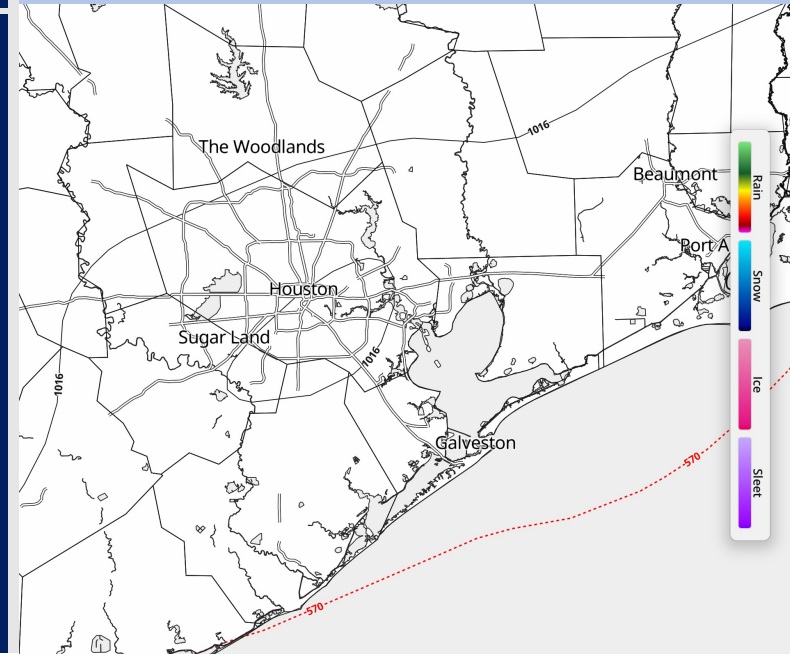 1016
The Woodlands
Beaumont
Rain
Port A
Snow
Houston
Sugar Land
1016
1016
Ice
Galveston
570
Sleet
570